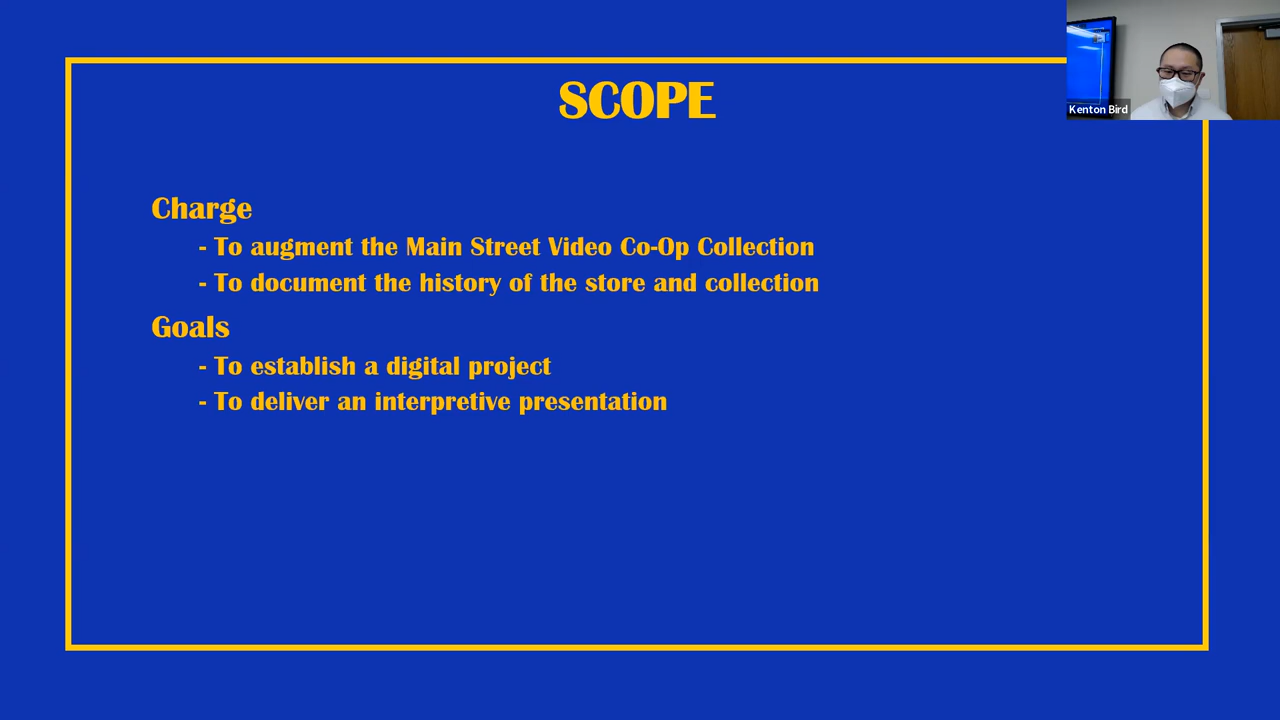 SCOPE
Kenton Bird
Charge
- To augment the Main Street Video Co-Op Collection
- To document the history of the store and collection
Goals
- To establish a digital project
- To deliver an interpretive presentation